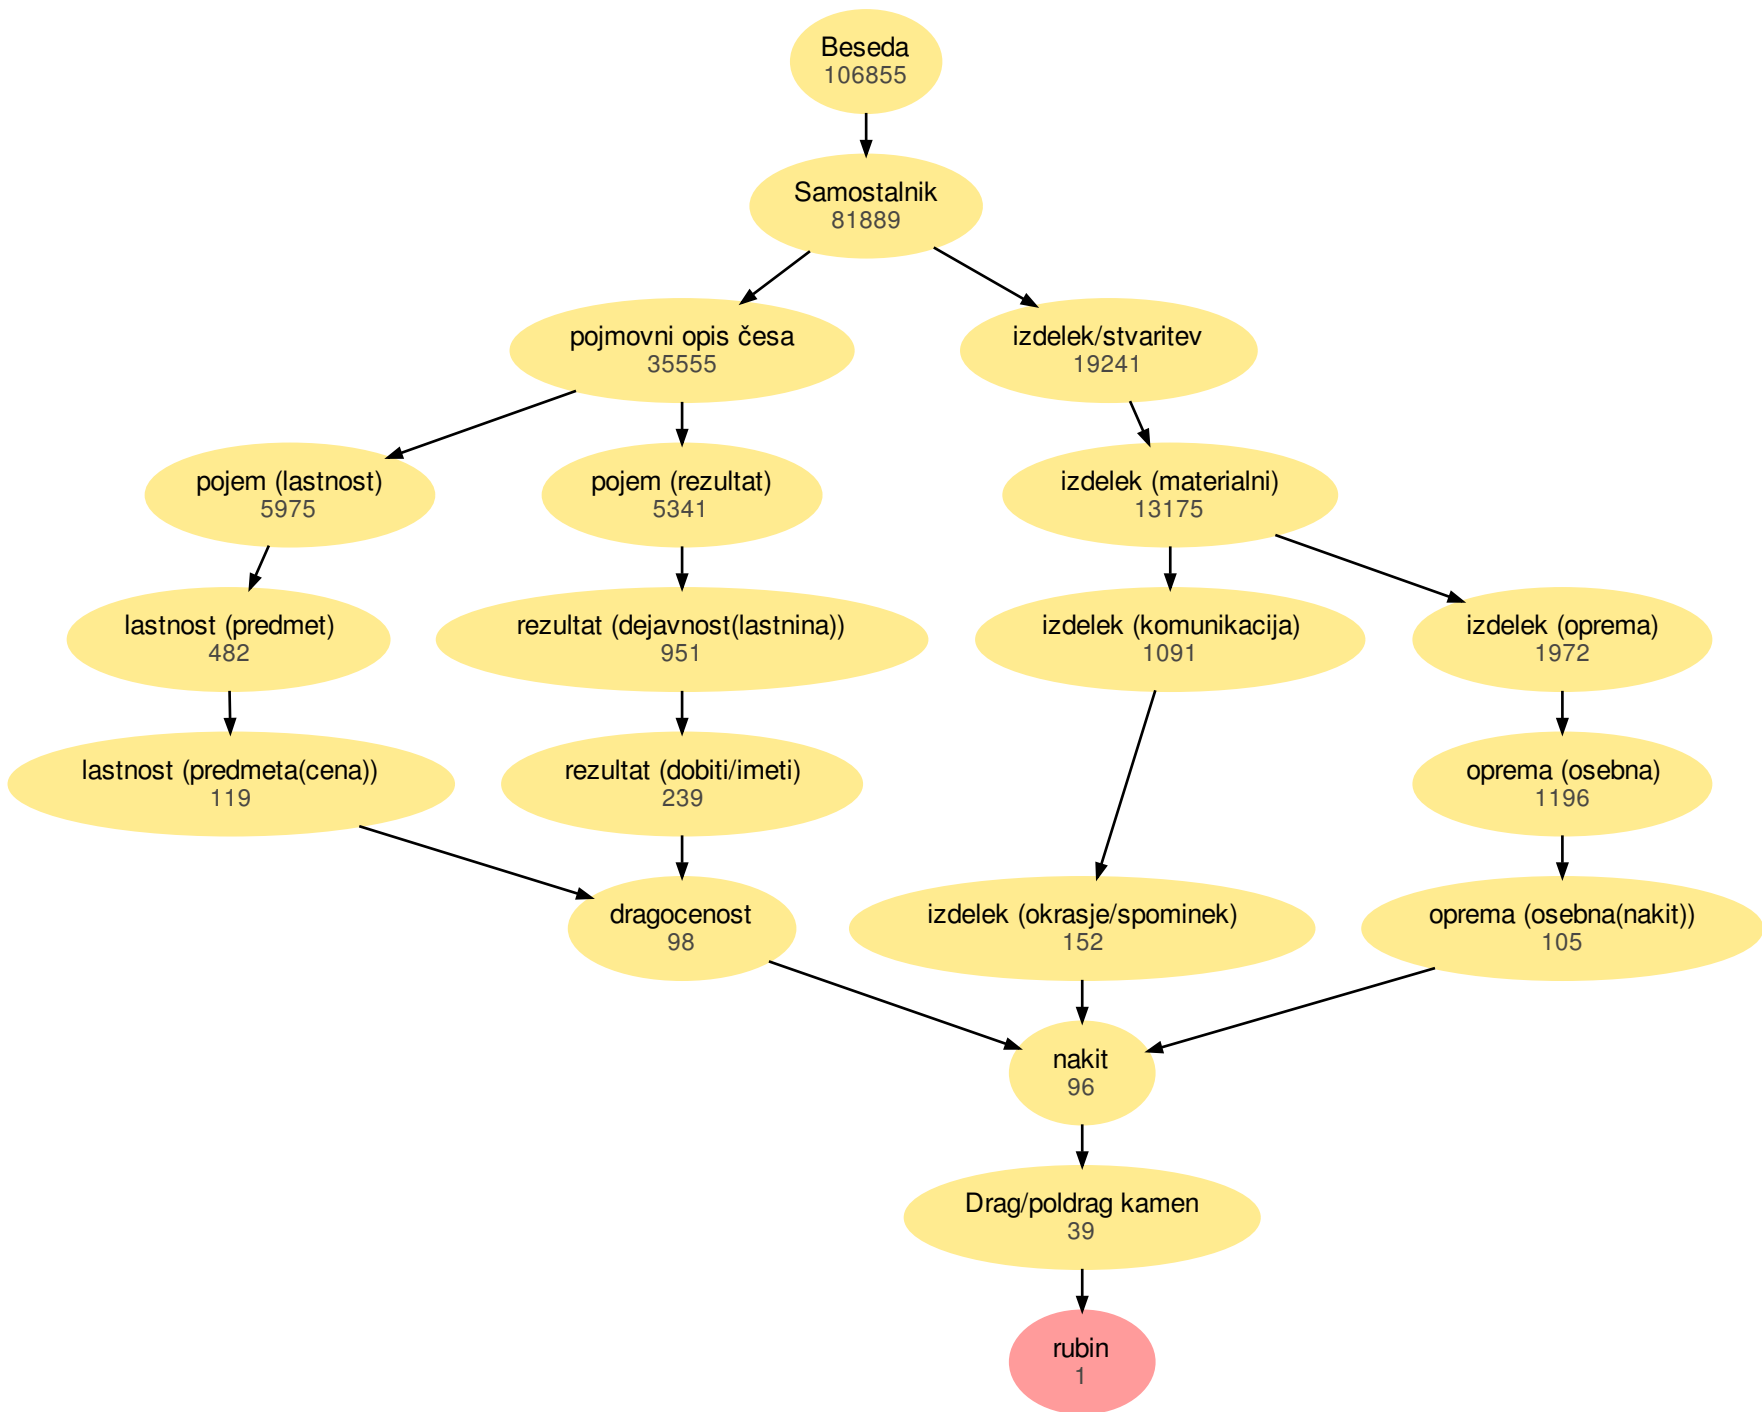 Beseda
106855
Samostalnik
81889
pojmovni opis česa
35555
izdelek/stvaritev
19241
pojem (lastnost)
5975
pojem (rezultat)
5341
izdelek (materialni)
13175
lastnost (predmet)
482
rezultat (dejavnost(lastnina))
951
izdelek (komunikacija)
1091
izdelek (oprema)
1972
lastnost (predmeta(cena))
119
rezultat (dobiti/imeti)
239
oprema (osebna)
1196
dragocenost
98
izdelek (okrasje/spominek)
152
oprema (osebna(nakit))
105
nakit
96
Drag/poldrag kamen
39
rubin
1